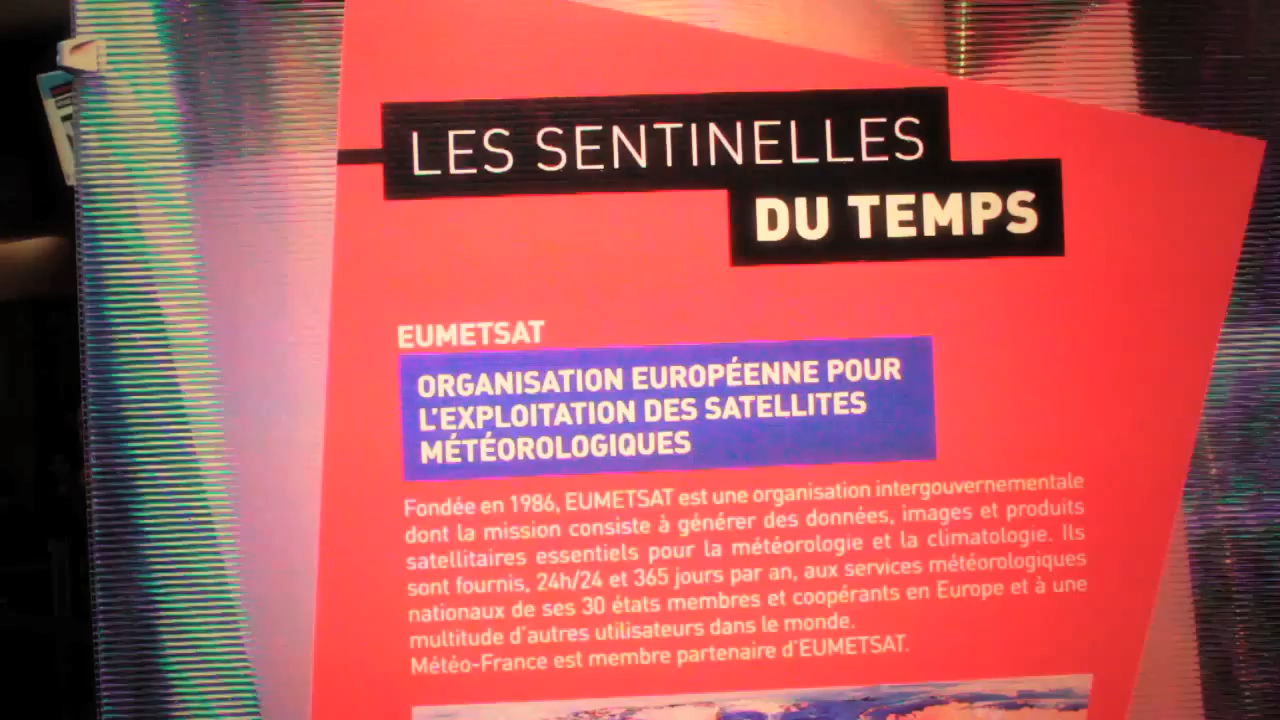 LES SENTINELLES
DU TEMPS
EUMETSAT
ORGANISATION EUROPÉENNE POUR
L'EXPLOITATION DES SATELLITES
MÉTÉOROLOGIQUES
Fondée en 1986, EUMETSAT est une organisation intergouvernementale
dont la mission consiste à générer des données, images et produits
satellitaires essentiels pour la météorologie et la climatologie. Ils
sont fournis, 24h/24 et 365 jours par an, aux services météorologiques
nationaux de ses 30 états membres et coopérants en Europe et à une
multitude d'autres utilisateurs dans le monde.
Météo-France est membre partenaire d'EUMETSAT.